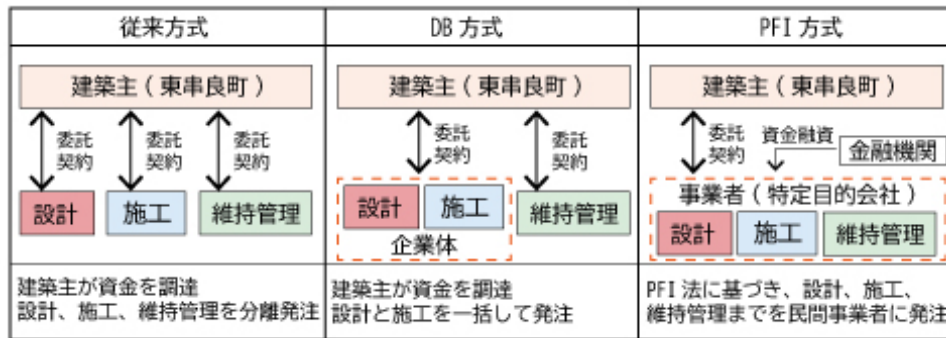 従来方式
建築主(東串良町)
委託
契約
委託
契約
委託
契約
設計
施工
維持管理
建築主が資金を調達
設計、施工、維持管理を分離発注
DB 方式
建築主(東串良町)
委託
契約
委託
契約
設計
施工
維持管理
企業体
建築主が資金を調達
設計と施工を一括して発注
PFI 方式
建築主(東串良町)
委託
契約
資金融資
金融機関
事業者(特定目的会社)
設計
施工
維持管理
PFI 法に基づき、設計、施工、
維持管理までを民間事業者に発注